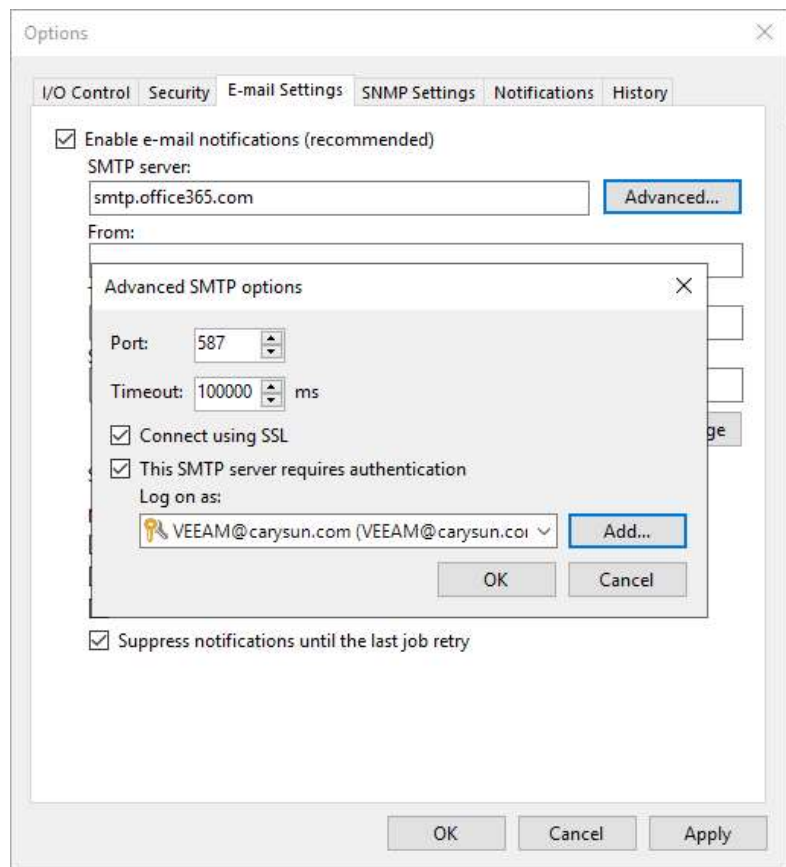 Options
I/O Control Security E-mail Settings SNMP Settings Notifications History
Enable e-mail notifications (recommended)
SMTP server:
smtp.office365.com Advanced...
From:
Advanced SMTP options
Port: 587
Timeout: 100000 ms
Connect using SSL
ge
This SMTP server requires authentication
Log on as:
VEEAM@carysun.com (VEEAM@carysun.co Add...
OK Cancel
Suppress notifications until the last job retry
OK Cancel Apply